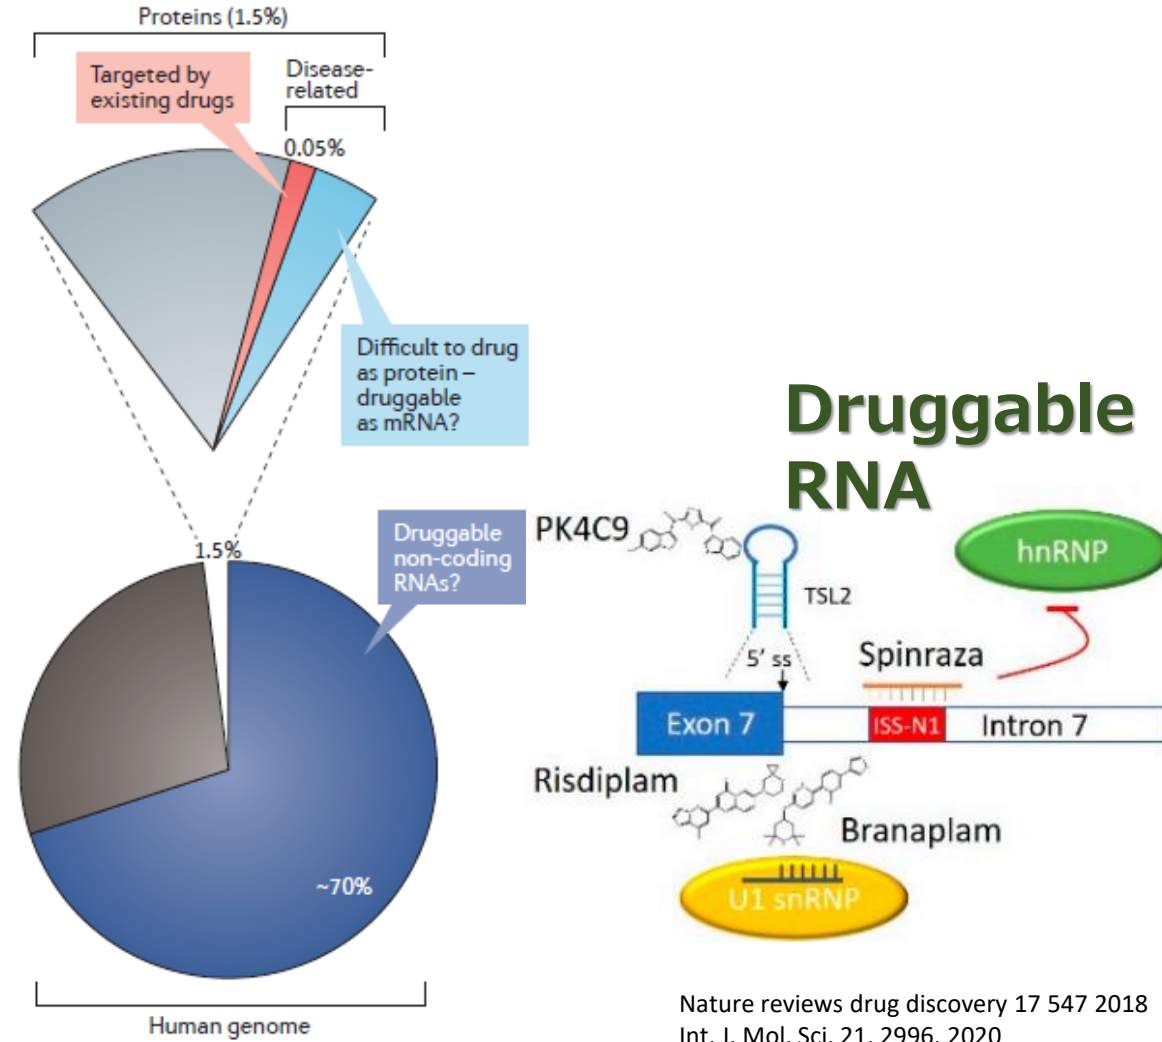 Proteins (1.5%)
Targeted by
existing drugs
Disease-
related
0.05%
Difficult to drug
as protein –
druggable
as mRNA?
1.5%
Druggable
non-coding
RNAs?
~70%
Human genome
Druggable
RNA
PK4C9
TSL2
hnRNP
5' ss
Spinraza
Exon 7
ISS-N1
Intron 7
Risdiplam
Branaplam
U1 snRNP
Nature reviews drug discovery 17 547 2018
Int. J. Mol. Sci. 21, 2996, 2020